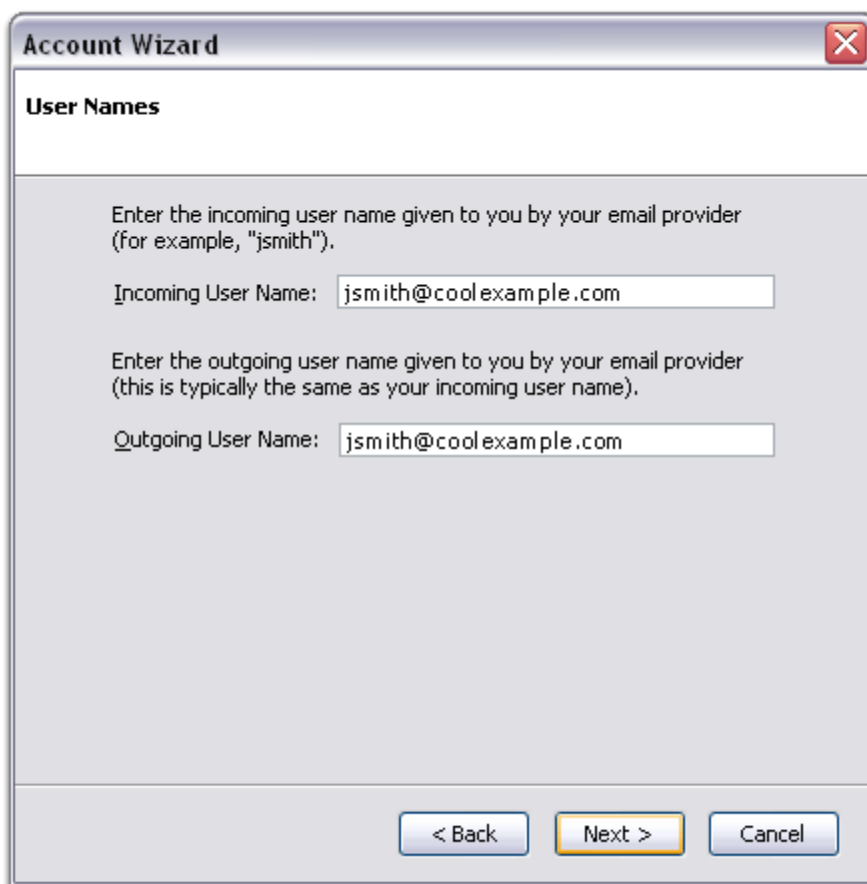 Account Wizard
User Names
Enter the incoming user name given to you by your email provider
(for example, "jsmith").
Incoming User Name: jsmith@coolexample.com
Enter the outgoing user name given to you by your email provider
(this is typically the same as your incoming user name).
Outgoing User Name: jsmith@coolexample.com
< Back Next > Cancel